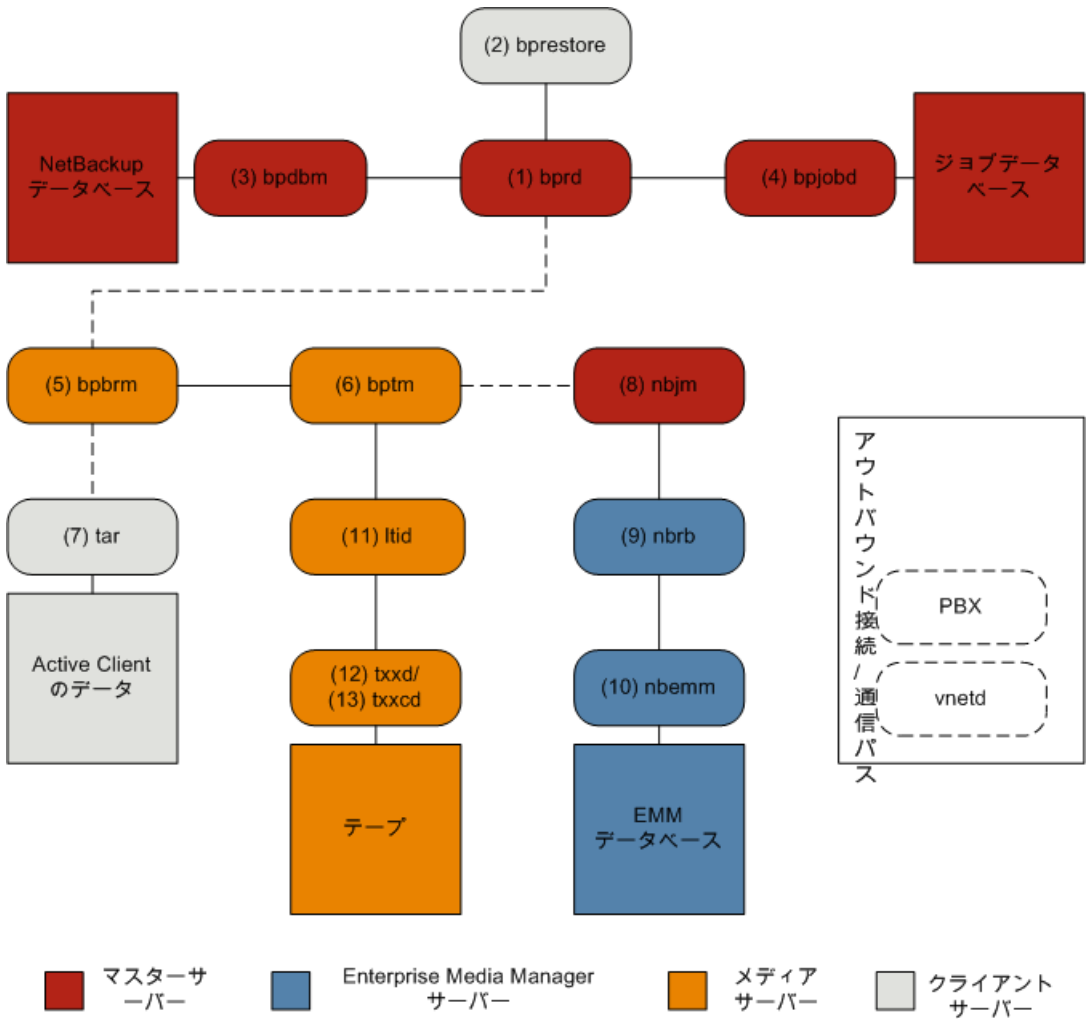 (2) bprestore
NetBackup
データベース
(3) bpdbm
(1) bprd
(4) bpjobd
ジョブデータ
ベース
(5) bpbrm
(6) bptm
(8) nbjm
(7) tar
(11) ltid
(9) nbrb
アウトバウンド接続/通信パス
PBX
vnetd
Active Client
のデータ
(12) txxd/
(13) txxcd
(10) nbemm
テープ
EMM
データベース
マスターサ
ーバー
Enterprise Media Manager
サーバー
メディア
サーバー
クライアント
サーバー